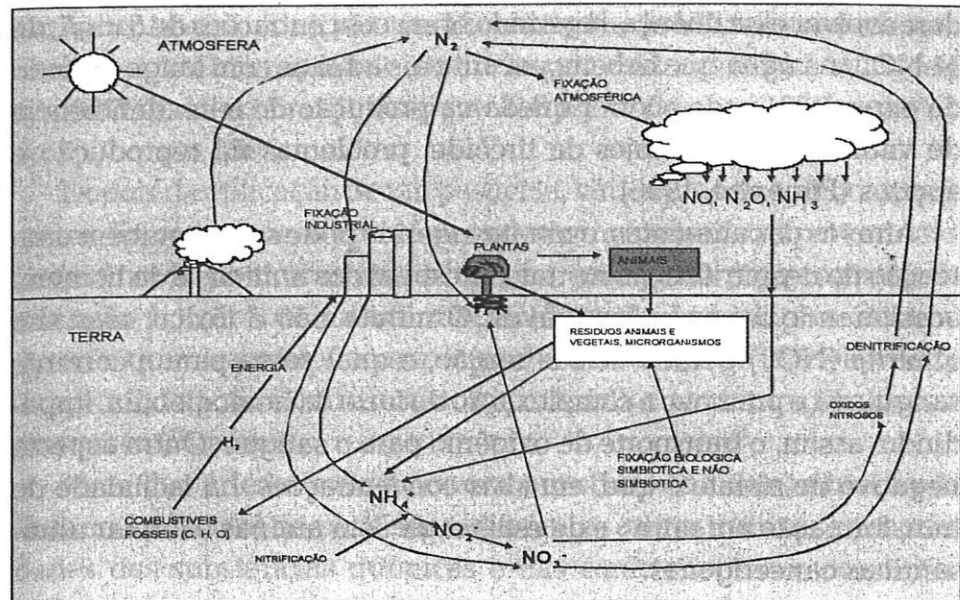 ATMOSFERA
N₂
FIXAÇÃO
ATMOSFÉRICA
NO, N₂O, NH₃
FIXAÇÃO
INDUSTRIAL
PLANTAS
ANIMAIS
TERRA
RESIDUOS ANIMAIS E
VEGETAIS, MICRORGANISMOS
DENITRIFICAÇÃO
ENERGIA
OXIDOS
NITROSOS
H₂
FIXAÇÃO BIOLOGICA
SIMBIOTICA E NÃO
SIMBIOTICA
NH₄⁺
COMBUSTIVEIS
FOSSEIS (C, H, O)
NO₂⁻
NITRIFICAÇÃO
NO₃⁻